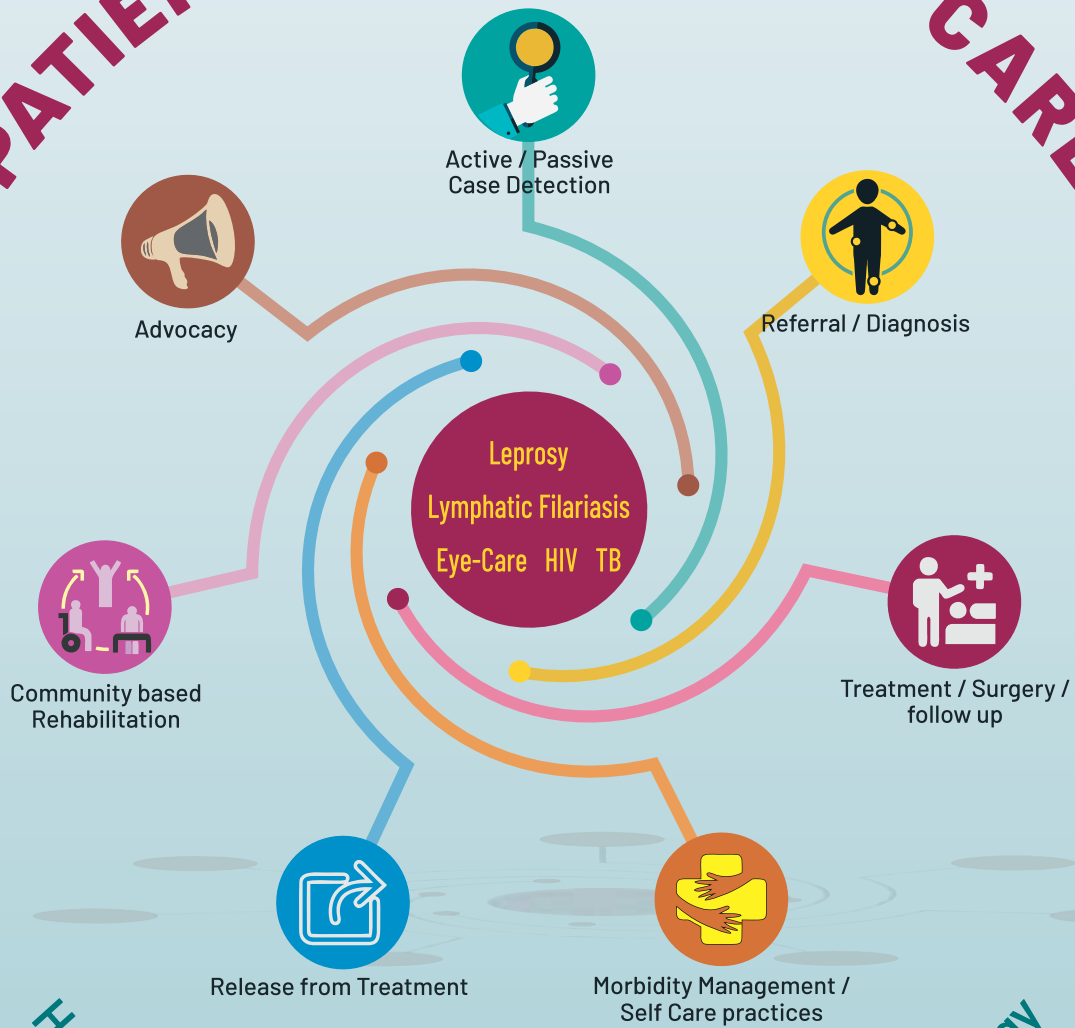 CARE
Active / Passive
Case Detection
Referral / Diagnosis
Advocacy
Leprosy
Lymphatic Filariasis
Eye-Care HIV TB
Treatment / Surgery /
follow up
Community based
Rehabilitation
Morbidity Management /
Self Care practices
Release from Treatment